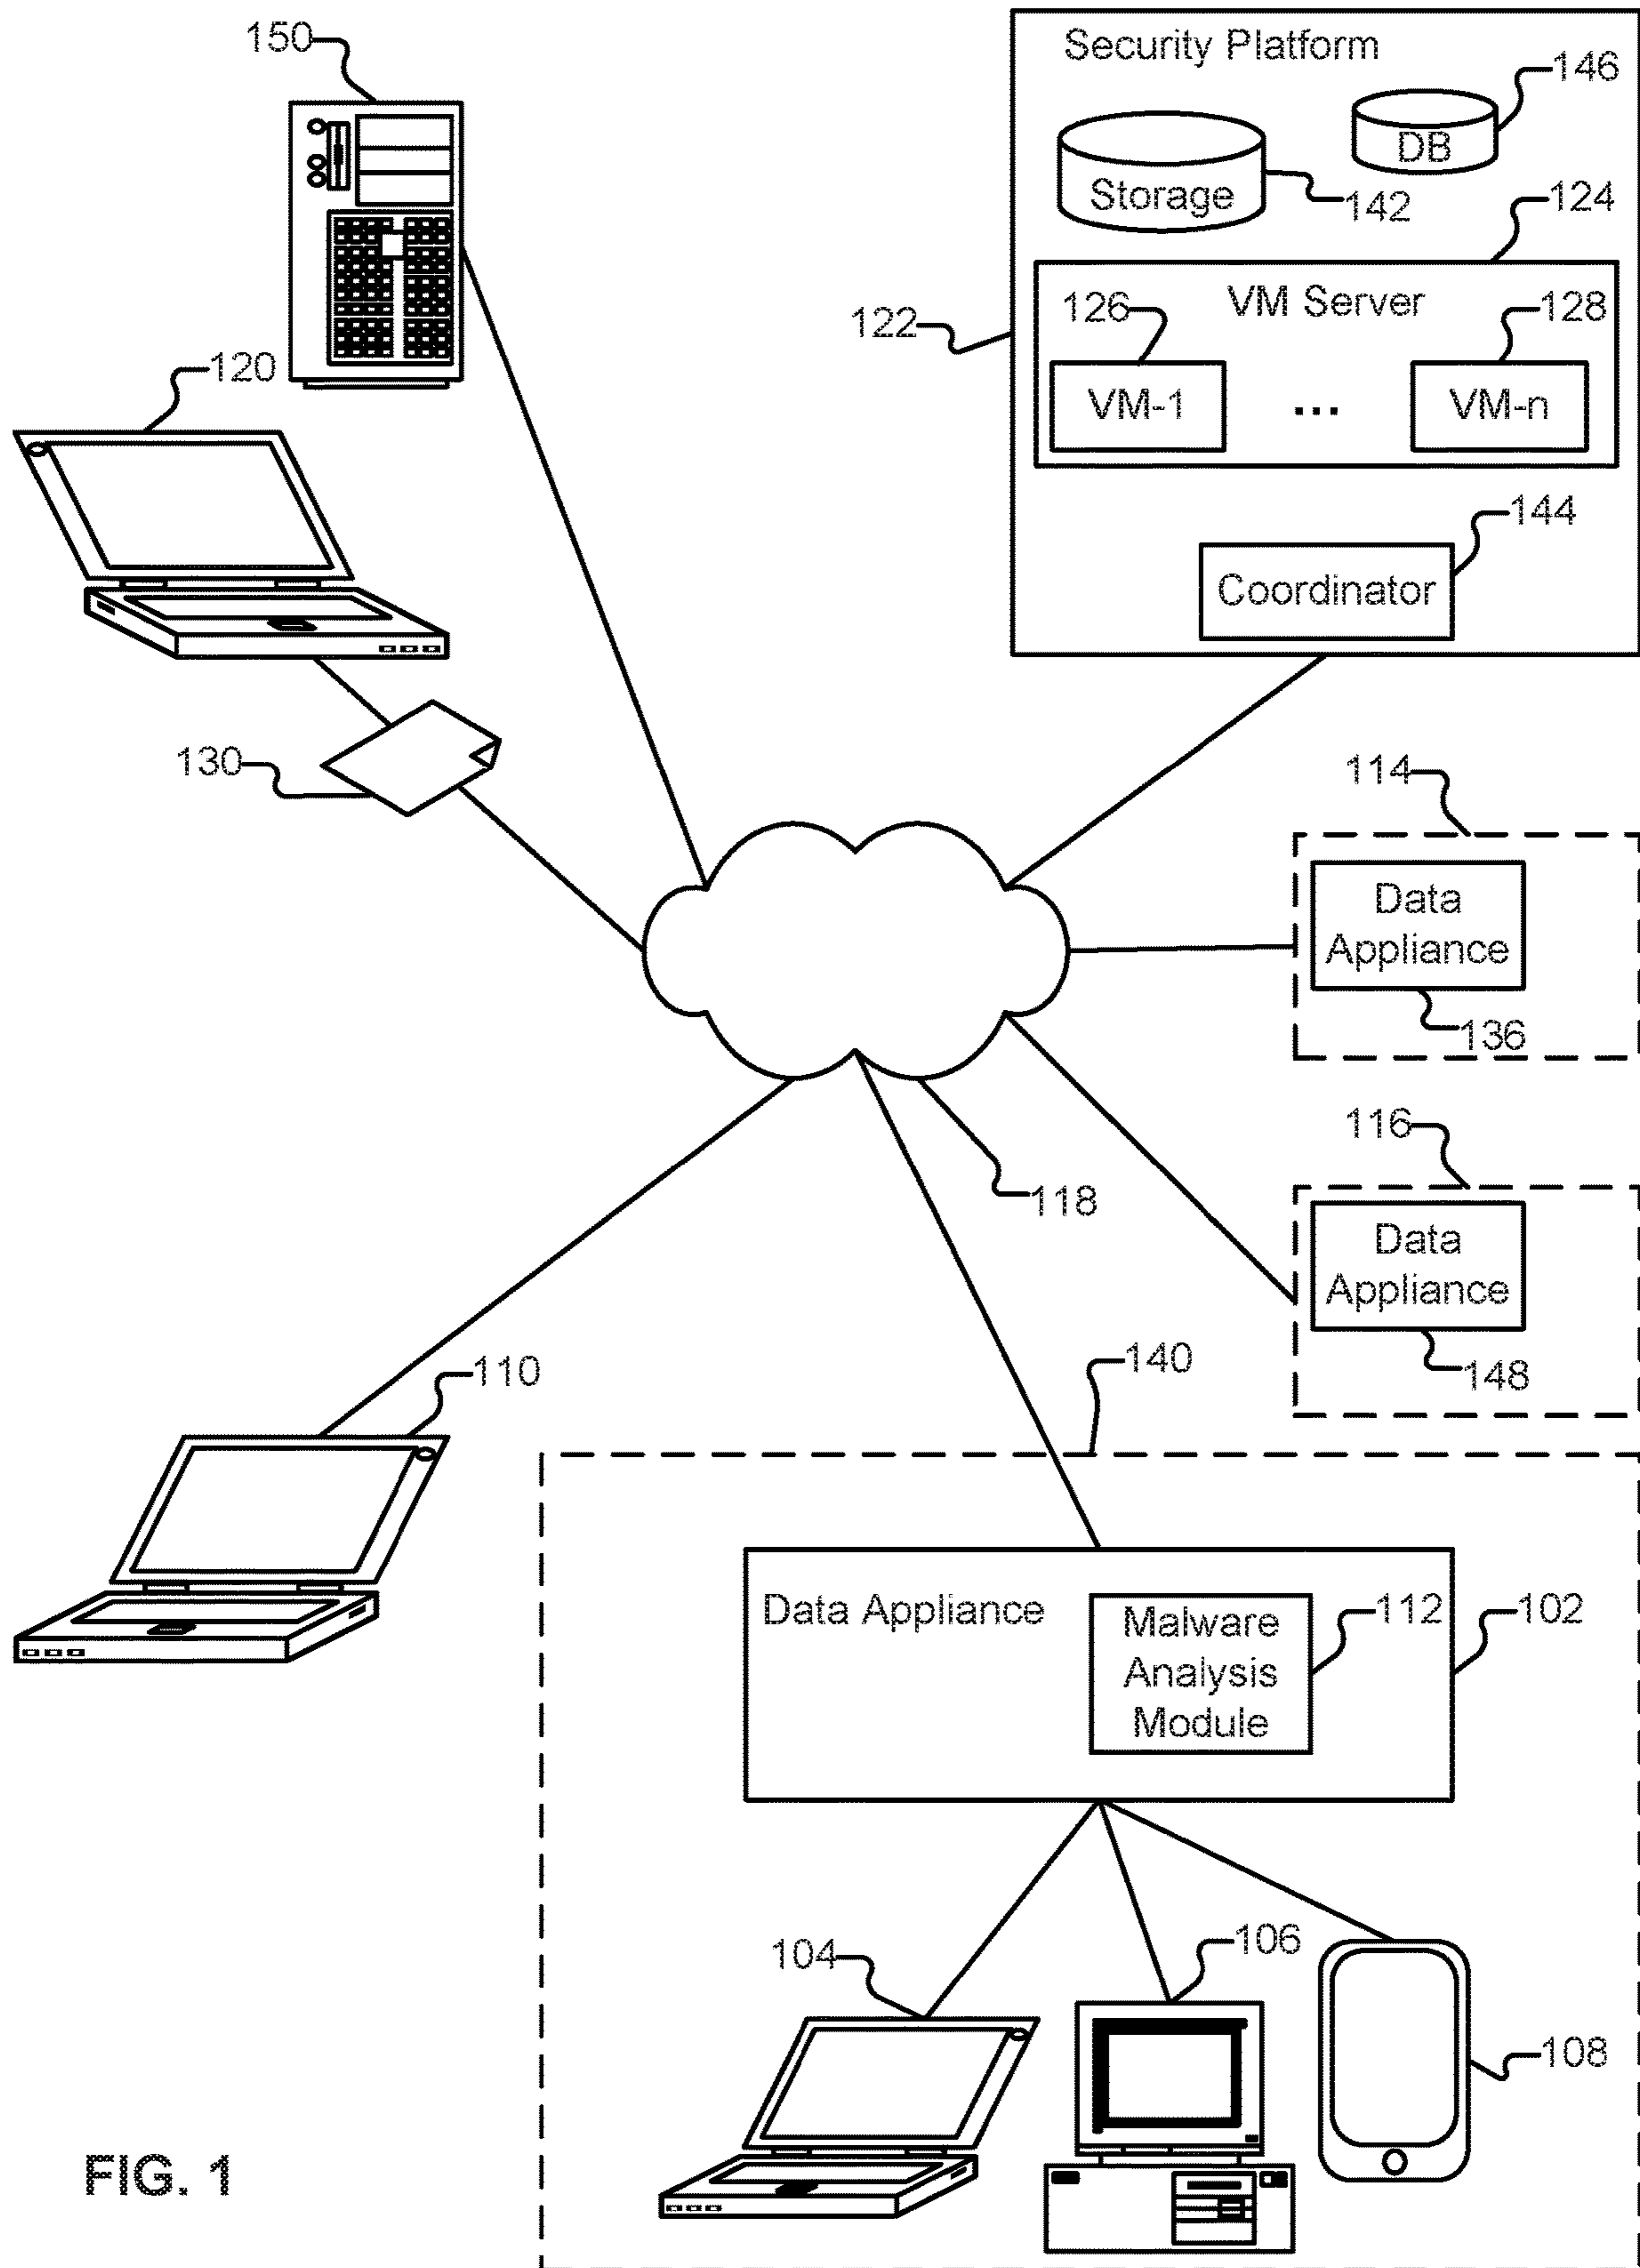 150
Security Platform
146
DB
Storage
142
124
122
126
VM Server
128
VM-1
...
VM-n
120
144
Coordinator
130
114
Data
Appliance
136
116
118
Data
Appliance
148
140
110
Data Appliance
Malware
Analysis
Module
112
102
104
106
108
FIG. 1